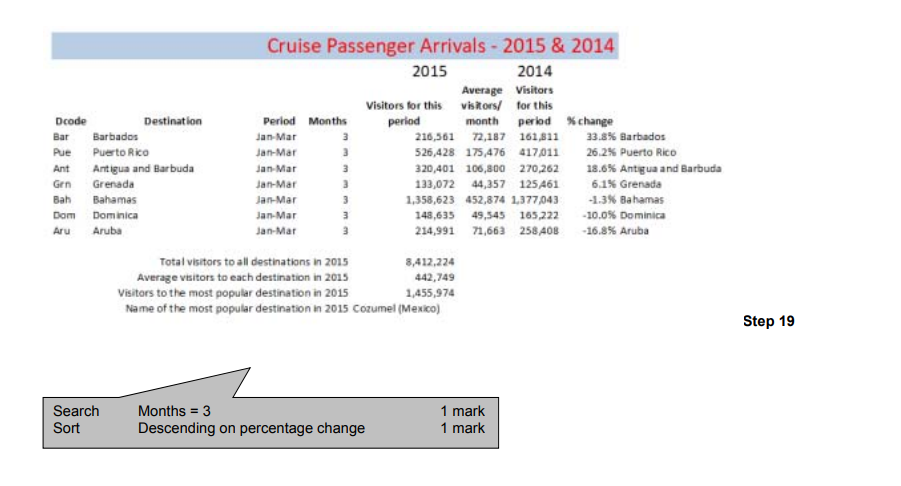 Cruise Passenger Arrivals - 2015 & 2014
2015 2014
Average Visitors
Visitors for this visitors/ for this
Dcode Destination Period Months period month period % change
Bar Barbados Jan-Mar 3 216,561 72,187 161,811 33.8% Barbados
Pue Puerto Rico Jan-Mar 3 526,428 175,476 417,011 26.2% Puerto Rico
Ant Antigua and Barbuda Jan-Mar 3 320,401 106,800 270,262 18.6% Antigua and Barbuda
Grn Grenada Jan-Mar 3 133,072 44,357 125,461 6.1% Grenada
Bah Bahamas Jan-Mar 3 1,358,623 452,874 1,377,043 -1.3% Bahamas
Dom Dominica Jan-Mar 3 148,635 49,545 165,222 -10.0% Dominica
Aru Aruba Jan-Mar 3 214,991 71,663 258,408 -16.8% Aruba
Total visitors to all destinations in 2015 8,412,224
Average visitors to each destination in 2015 442,749
Visitors to the most popular destination in 2015 1,455,974
Name of the most popular destination in 2015 Cozumel (Mexico)
Step 19
Search Months = 3 1 mark
Sort Descending on percentage change 1 mark